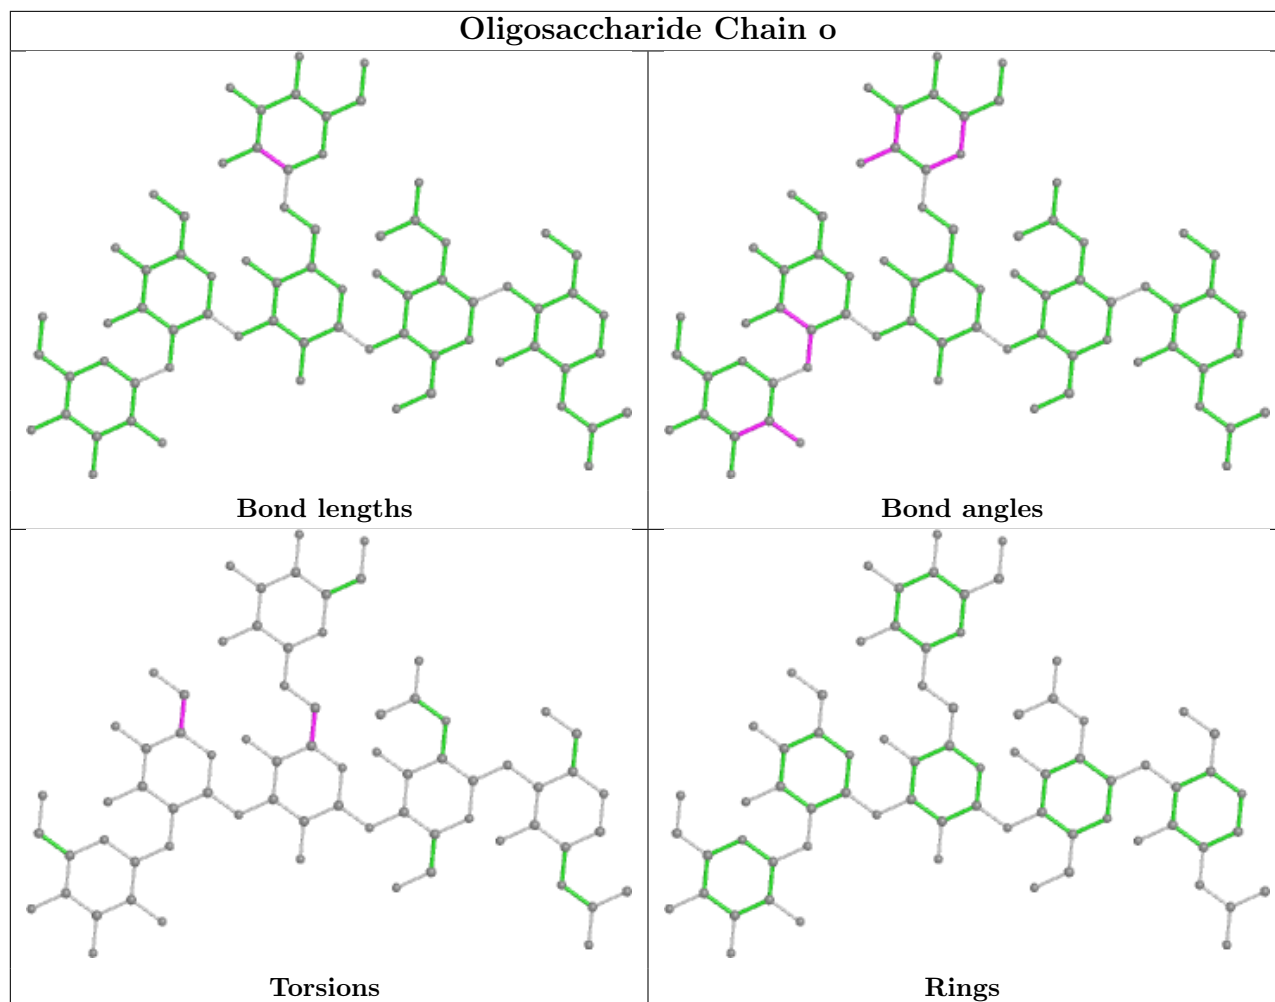 Oligosaccharide Chain o
Bond lengths
Bond angles
Torsions
Rings